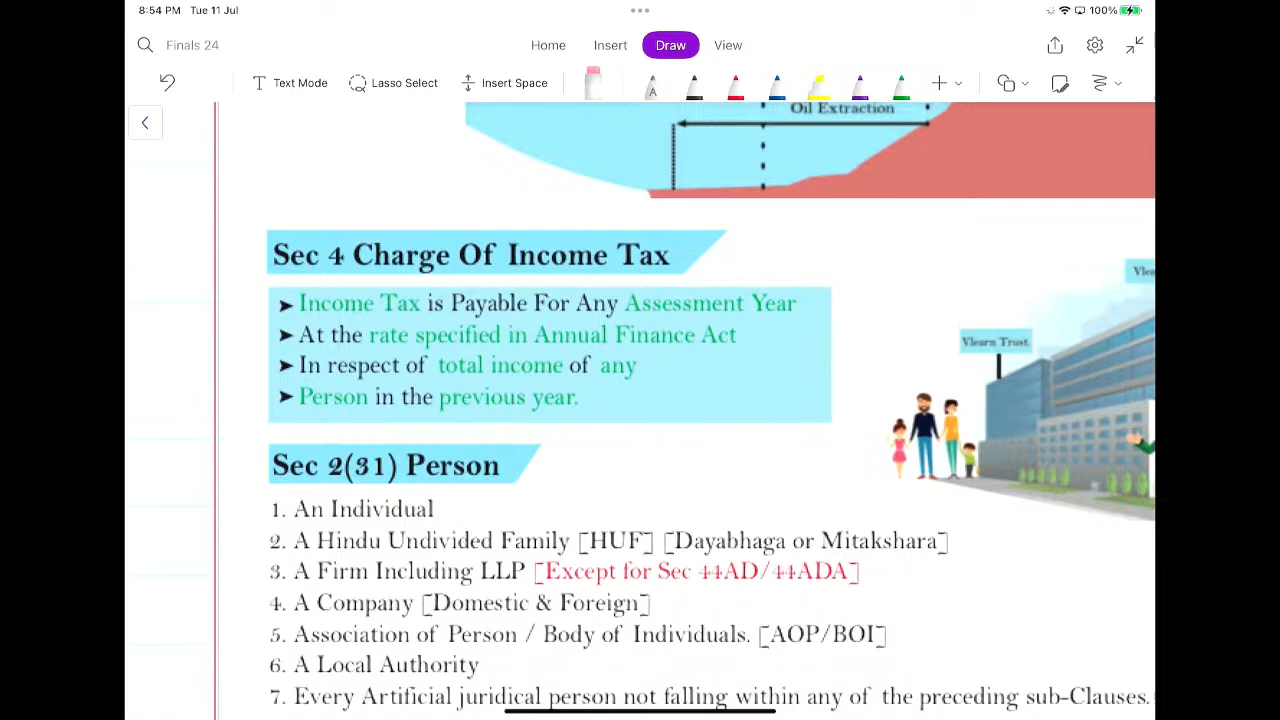 8:54 PM Tue 11 Jul
100%
Finals 24
Home Insert Draw View
Text Mode Lasso Select Insert Space
A
Oil Extraction
Sec 4 Charge Of Income Tax
➤ Income Tax is Payable For Any Assessment Year
➤ At the rate specified in Annual Finance Act
➤ In respect of total income of any
➤ Person in the previous year.
Vlearn Trust
Sec 2(31) Person
1. An Individual
2. A Hindu Undivided Family [HUF] [Dayabhaga or Mitakshara]
3. A Firm Including LLP [Except for Sec 44AD/44ADA]
4. A Company [Domestic & Foreign]
5. Association of Person / Body of Individuals. [AOP/BOI]
6. A Local Authority
7. Every Artificial juridical person not falling within any of the preceding sub-Clauses.